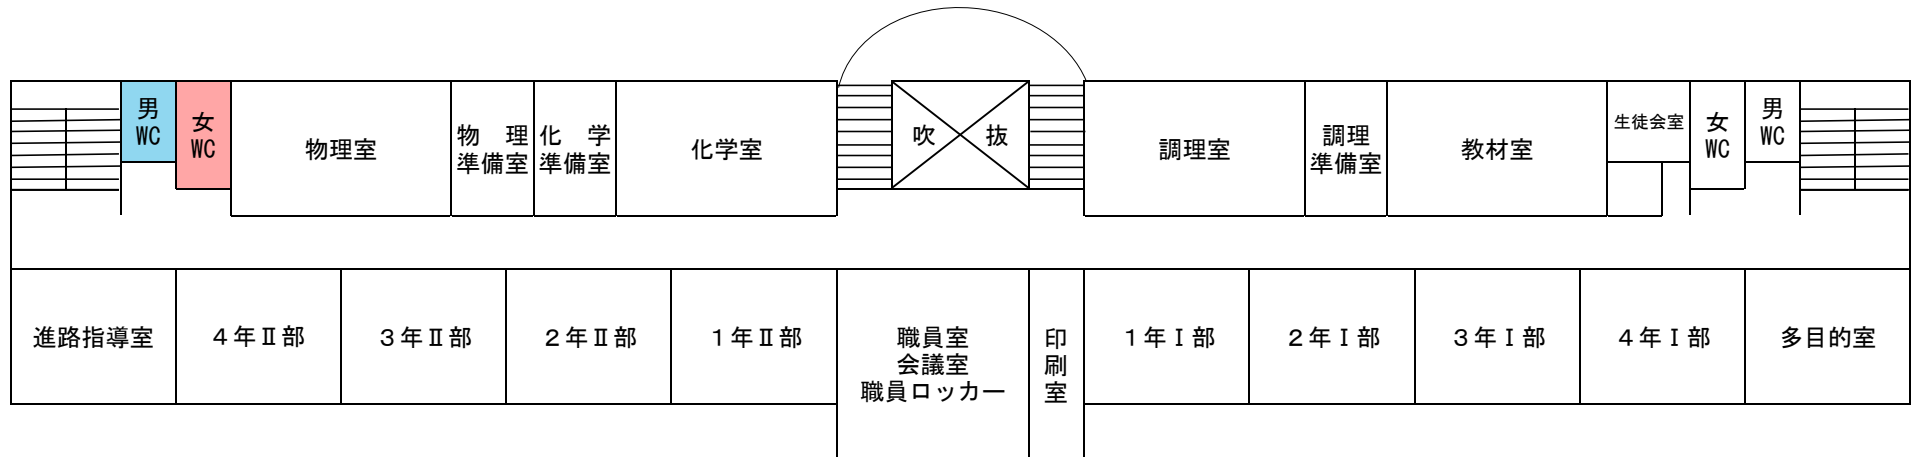 男
WC
女
WC
物理室
物　理
準備室
化　学
準備室
化学室
吹　抜
調理室
調理
準備室
教材室
生徒会室
女
WC
男
WC
進路指導室
４年Ⅱ部
３年Ⅱ部
２年Ⅱ部
１年Ⅱ部
職員室
会議室
職員ロッカー
印
刷
室
１年Ⅰ部
２年Ⅰ部
３年Ⅰ部
４年Ⅰ部
多目的室